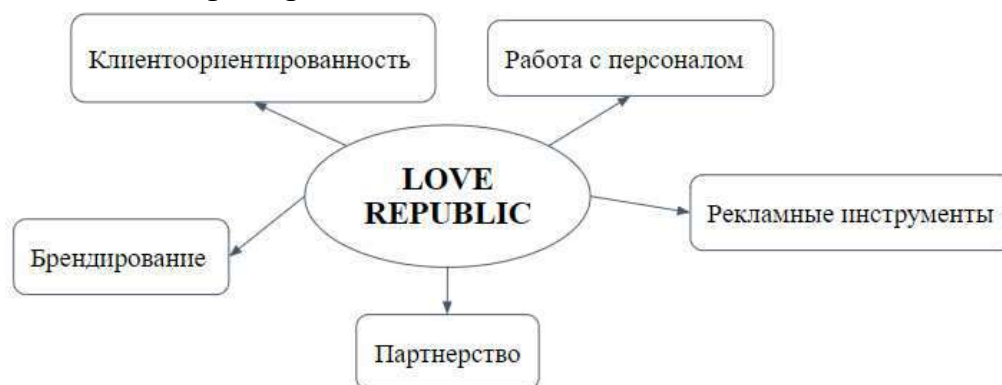 Клиентоориентированность
Работа с персоналом
LOVE
REPUBLIC
Рекламные инструменты
Брендирование
Партнерство